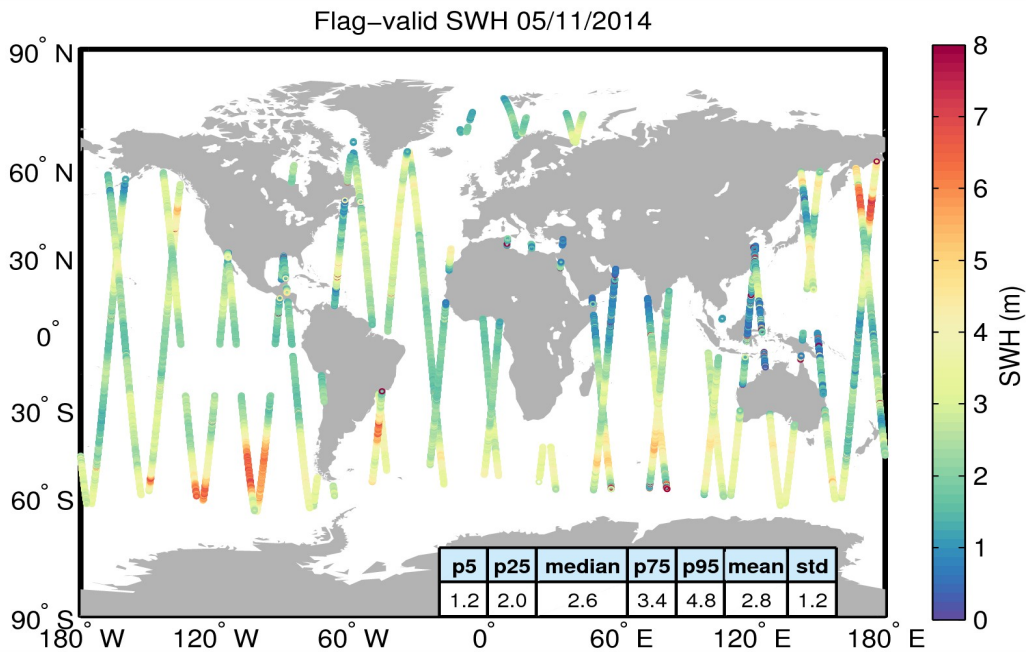 Flag−valid SWH 05/11/2014
90° N
60° N
30° N
0°
30° S
60° S
90° S
180° W
120° W
60° W
0°
60° E
120° E
180° E
p5 p25 median p75 p95 mean std
1.2 2.0 2.6 3.4 4.8 2.8 1.2
8
7
6
5
4
3
2
1
0
SWH (m)